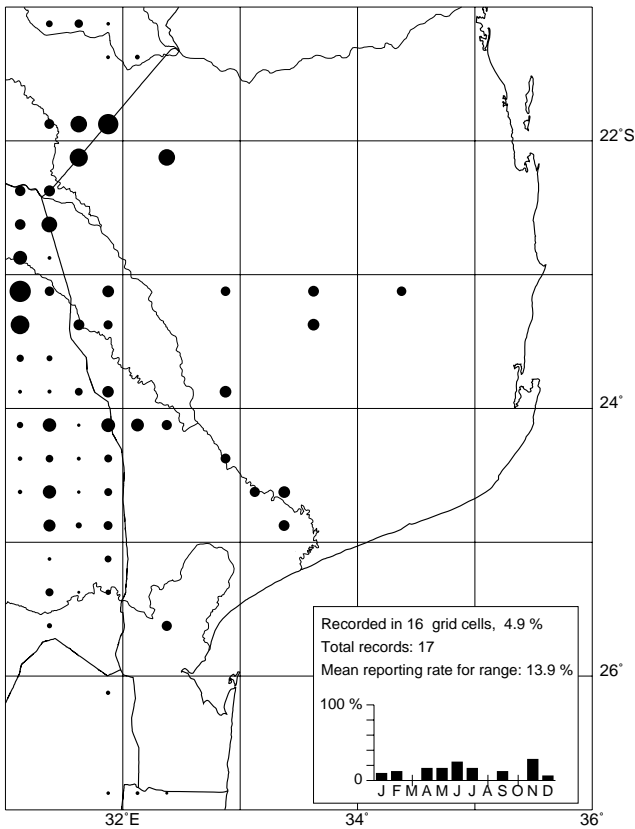 22°S
24°
Recorded in 16 grid cells, 4.9 %
Total records: 17
Mean reporting rate for range: 13.9 %
26°
100 %
0
J F M A M J J A S O N D
32°E
34°
36°